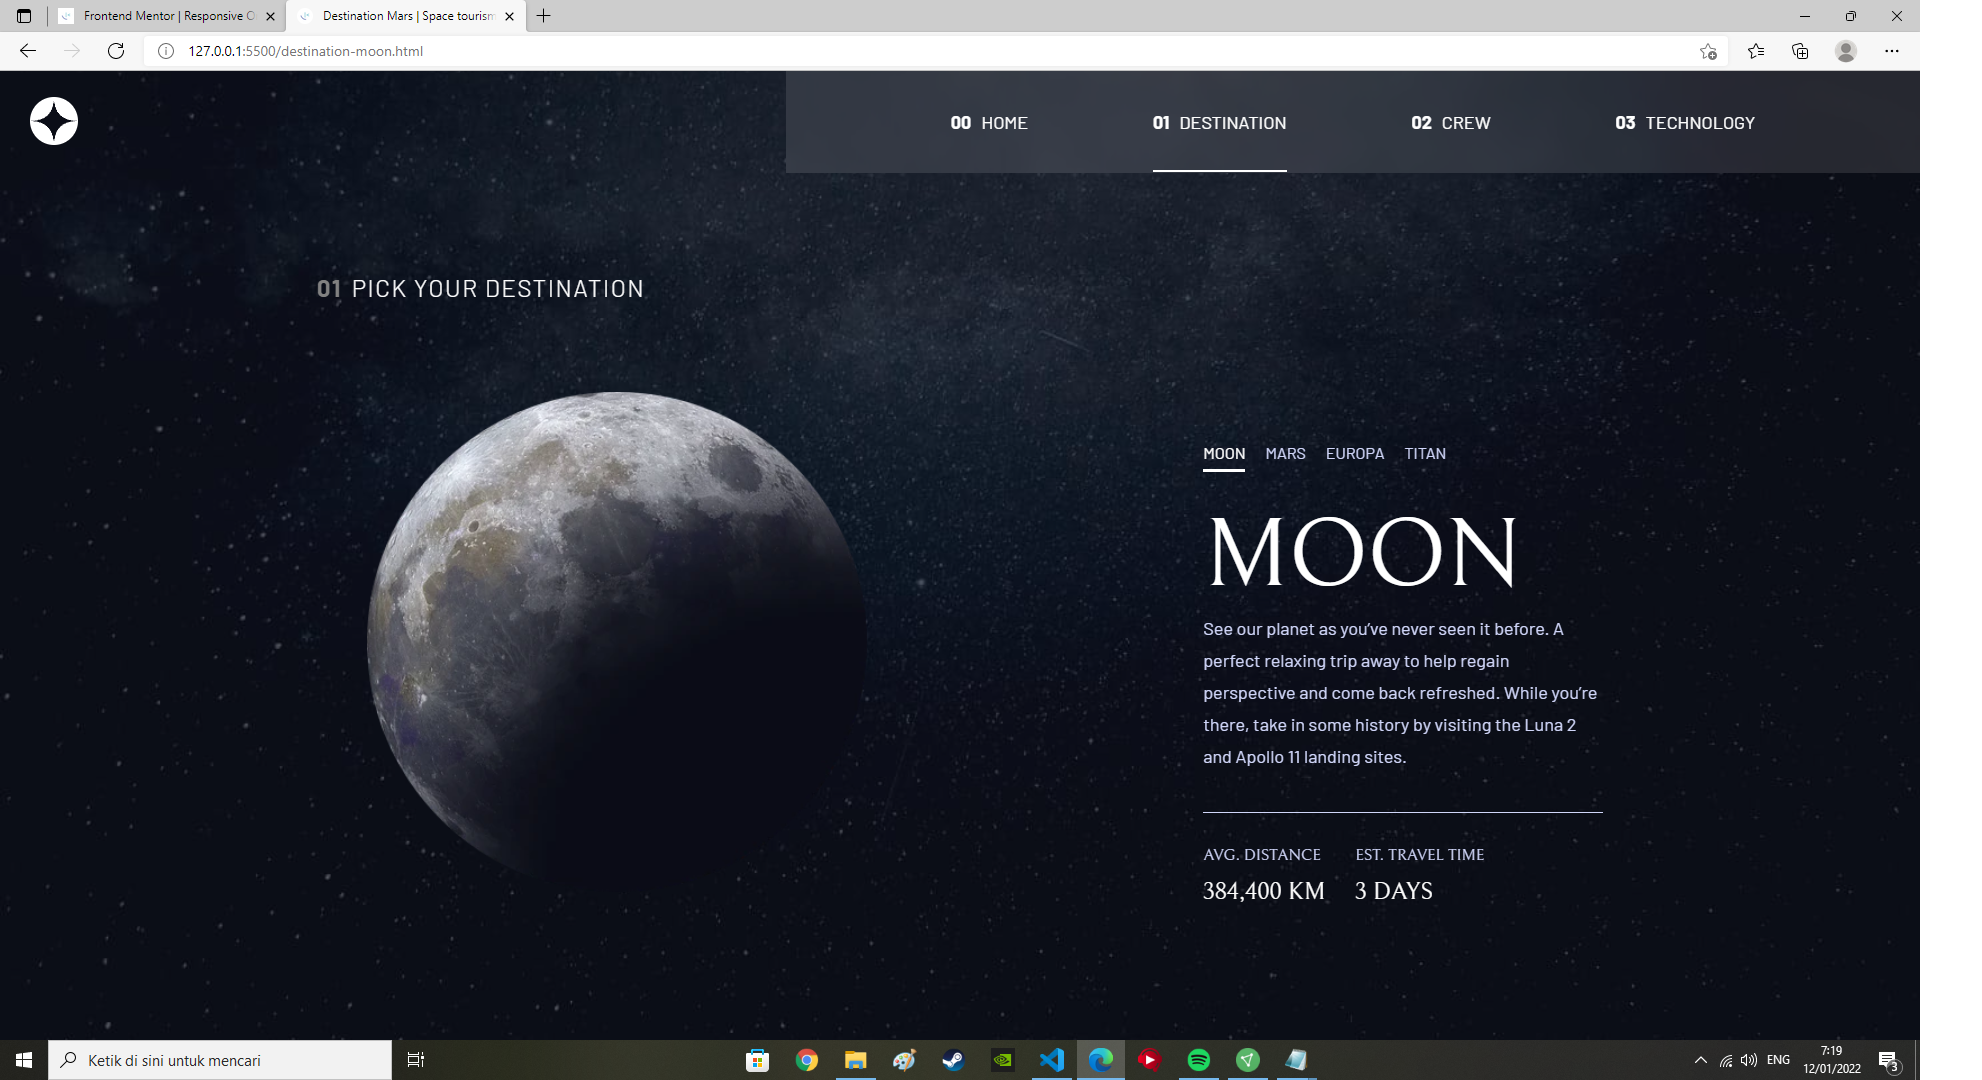 Frontend Mentor | Responsive O
Destination Mars | Space tourism
127.0.0.1:5500/destination-moon.html
00 HOME
01 DESTINATION
02 CREW
03 TECHNOLOGY
01 PICK YOUR DESTINATION
MOON MARS EUROPA TITAN
MOON
See our planet as you’ve never seen it before. A
perfect relaxing trip away to help regain
perspective and come back refreshed. While you’re
there, take in some history by visiting the Luna 2
and Apollo 11 landing sites.
AVG. DISTANCE
384,400 KM
EST. TRAVEL TIME
3 DAYS
Ketik di sini untuk mencari
ENG
7:19
12/01/2022
3